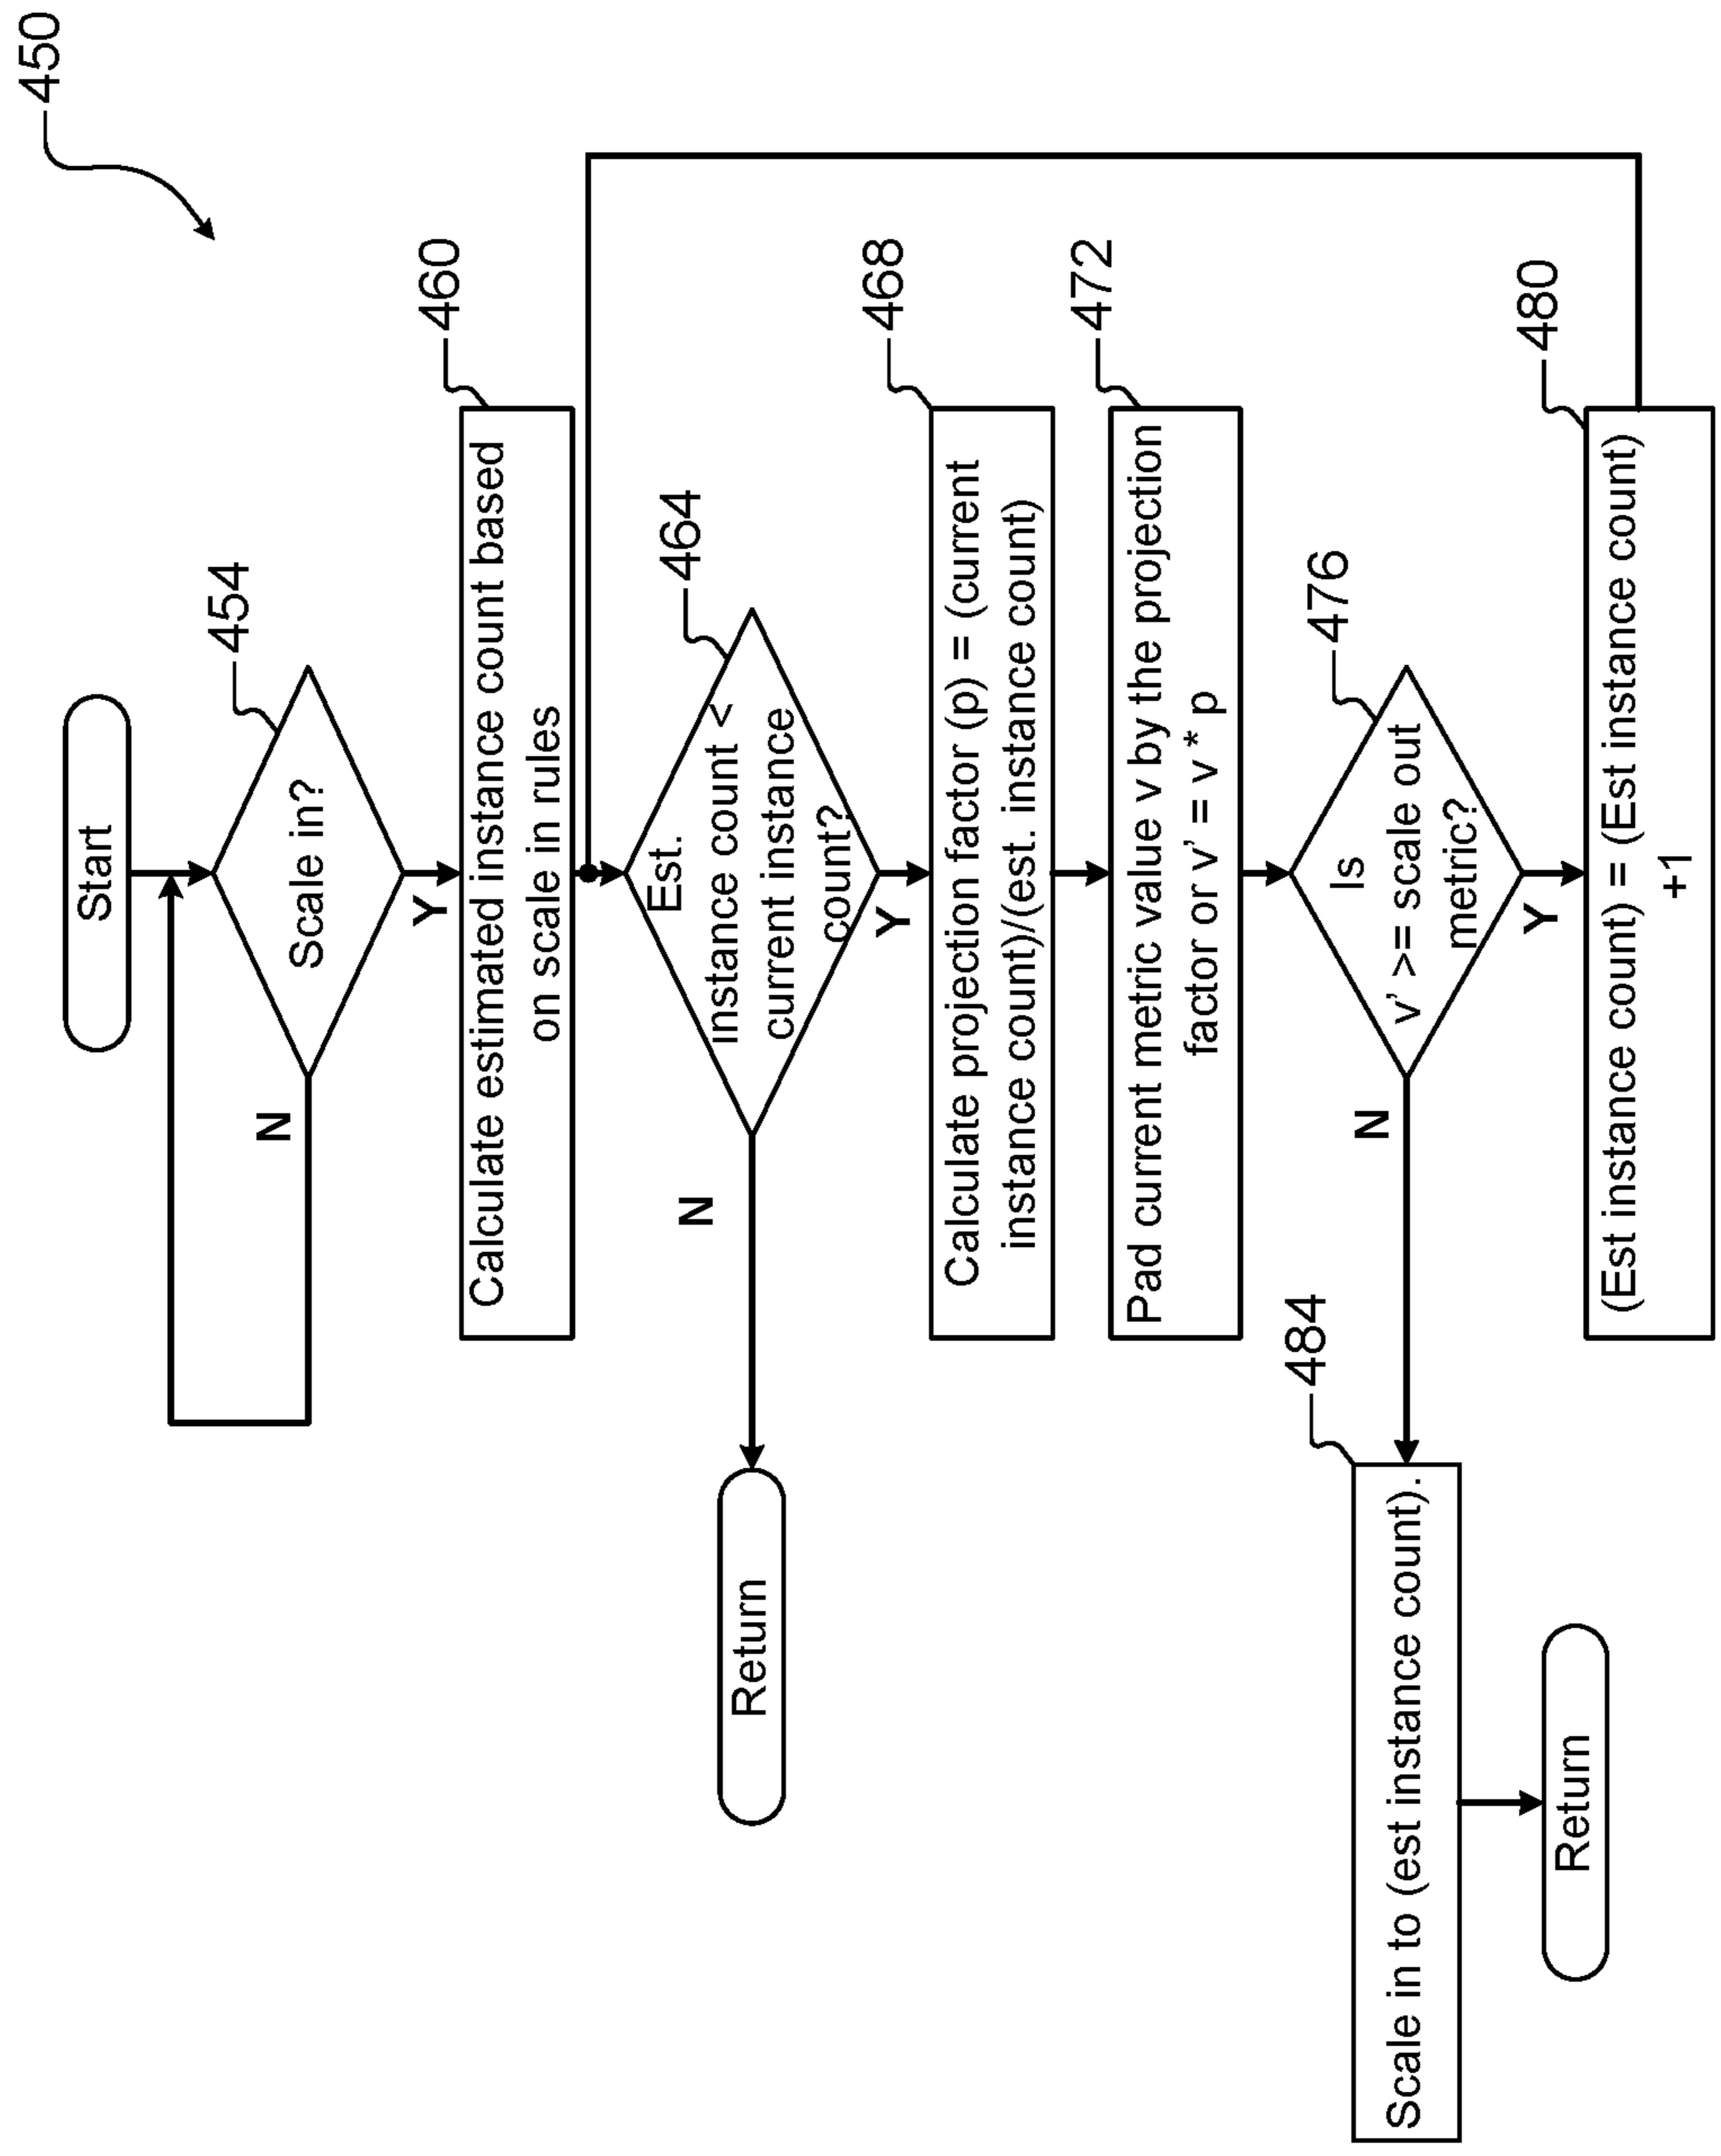 450
Start
454
Scale in?
N
Y
460
Calculate estimated instance count based
on scale in rules
464
Est.
instance count <
current instance
count?
N
Y
Return
468
Calculate projection factor (p) = (current
instance count)/(est. instance count)
472
Pad current metric value v by the projection
factor or v' = v * p
476
Is
v' >= scale out
metric?
N
Y
484
Scale in to (est instance count).
Return
480
(Est instance count) = (Est instance count)
+1